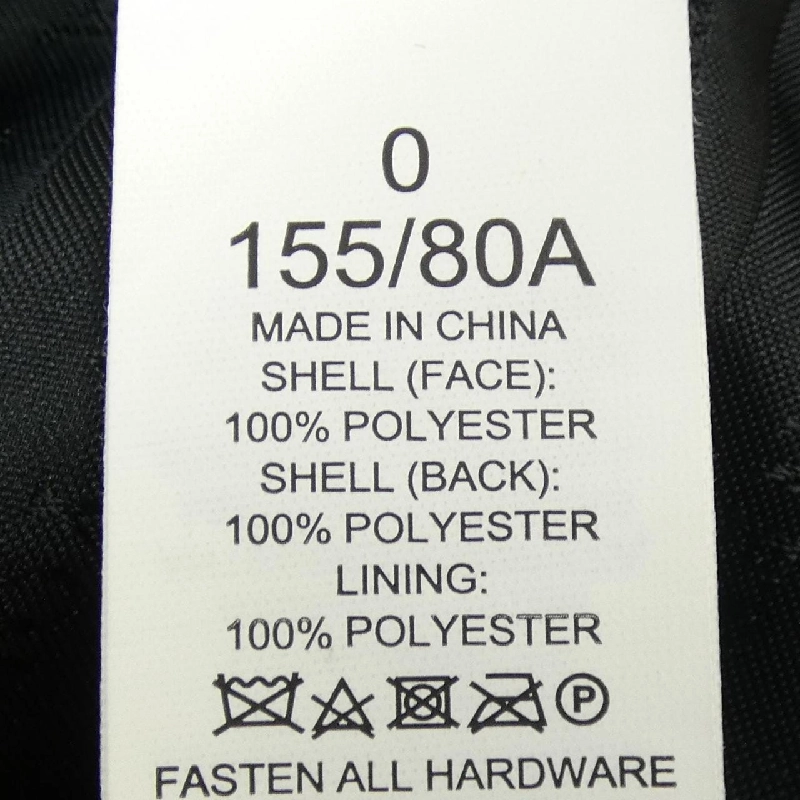 0
155/80A
MADE IN CHINA
SHELL (FACE):
100% POLYESTER
SHELL (BACK):
100% POLYESTER
LINING:
100% POLYESTER
P
FASTEN ALL HARDWARE